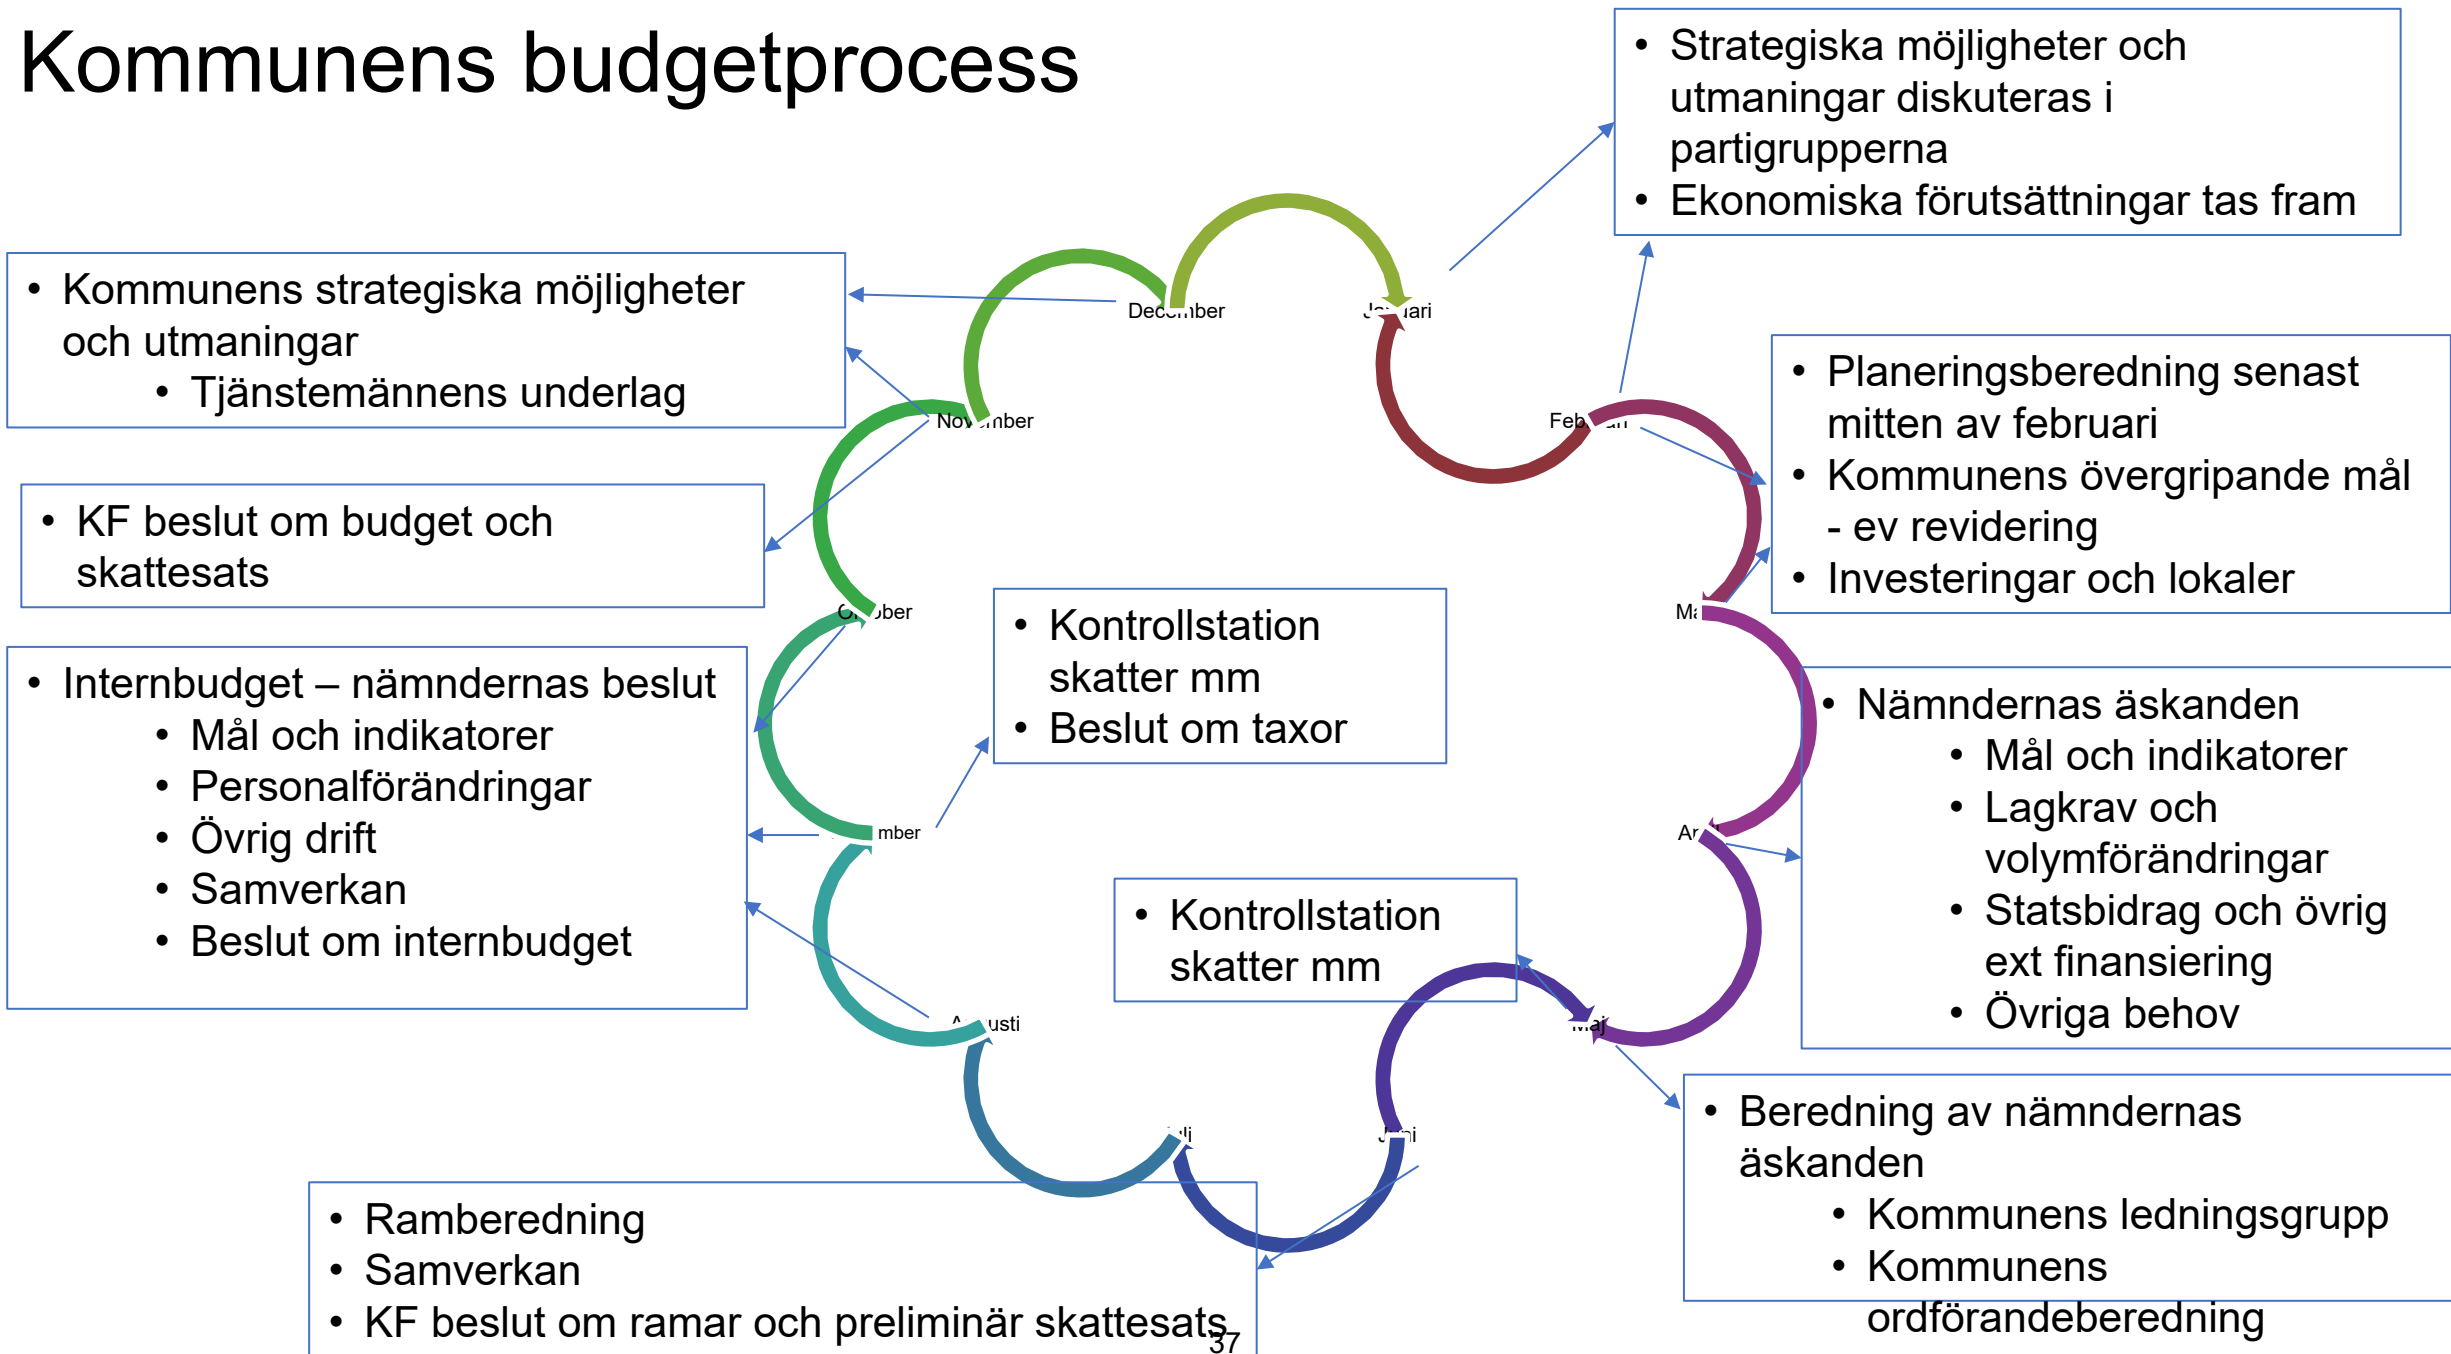 Kommunens budgetprocess
• Strategiska möjligheter och
utmaningar diskuteras i
partigrupperna
• Ekonomiska förutsättningar tas fram
• Kommunens strategiska möjligheter
och utmaningar
• Tjänstemännens underlag
December
• Planeringsberedning senast
mitten av februari
• Kommunens övergripande mål
- ev revidering
• Investeringar och lokaler
November
• KF beslut om budget och
skattesats
Oktober
• Kontrollstation
skatter mm
• Beslut om taxor
• Internbudget – nämndernas beslut
• Mål och indikatorer
• Personalförändringar
• Övrig drift
• Samverkan
• Beslut om internbudget
mber
• Nämndernas äskanden
• Mål och indikatorer
• Lagkrav och
volymförändringar
• Statsbidrag och övrig
ext finansiering
• Övriga behov
• Kontrollstation
skatter mm
Augusti
Maj
• Beredning av nämndernas
äskanden
• Kommunens ledningsgrupp
• Kommunens
ordförandeberedning
• Ramberedning
• Samverkan
• KF beslut om ramar och preliminär skattesats
37